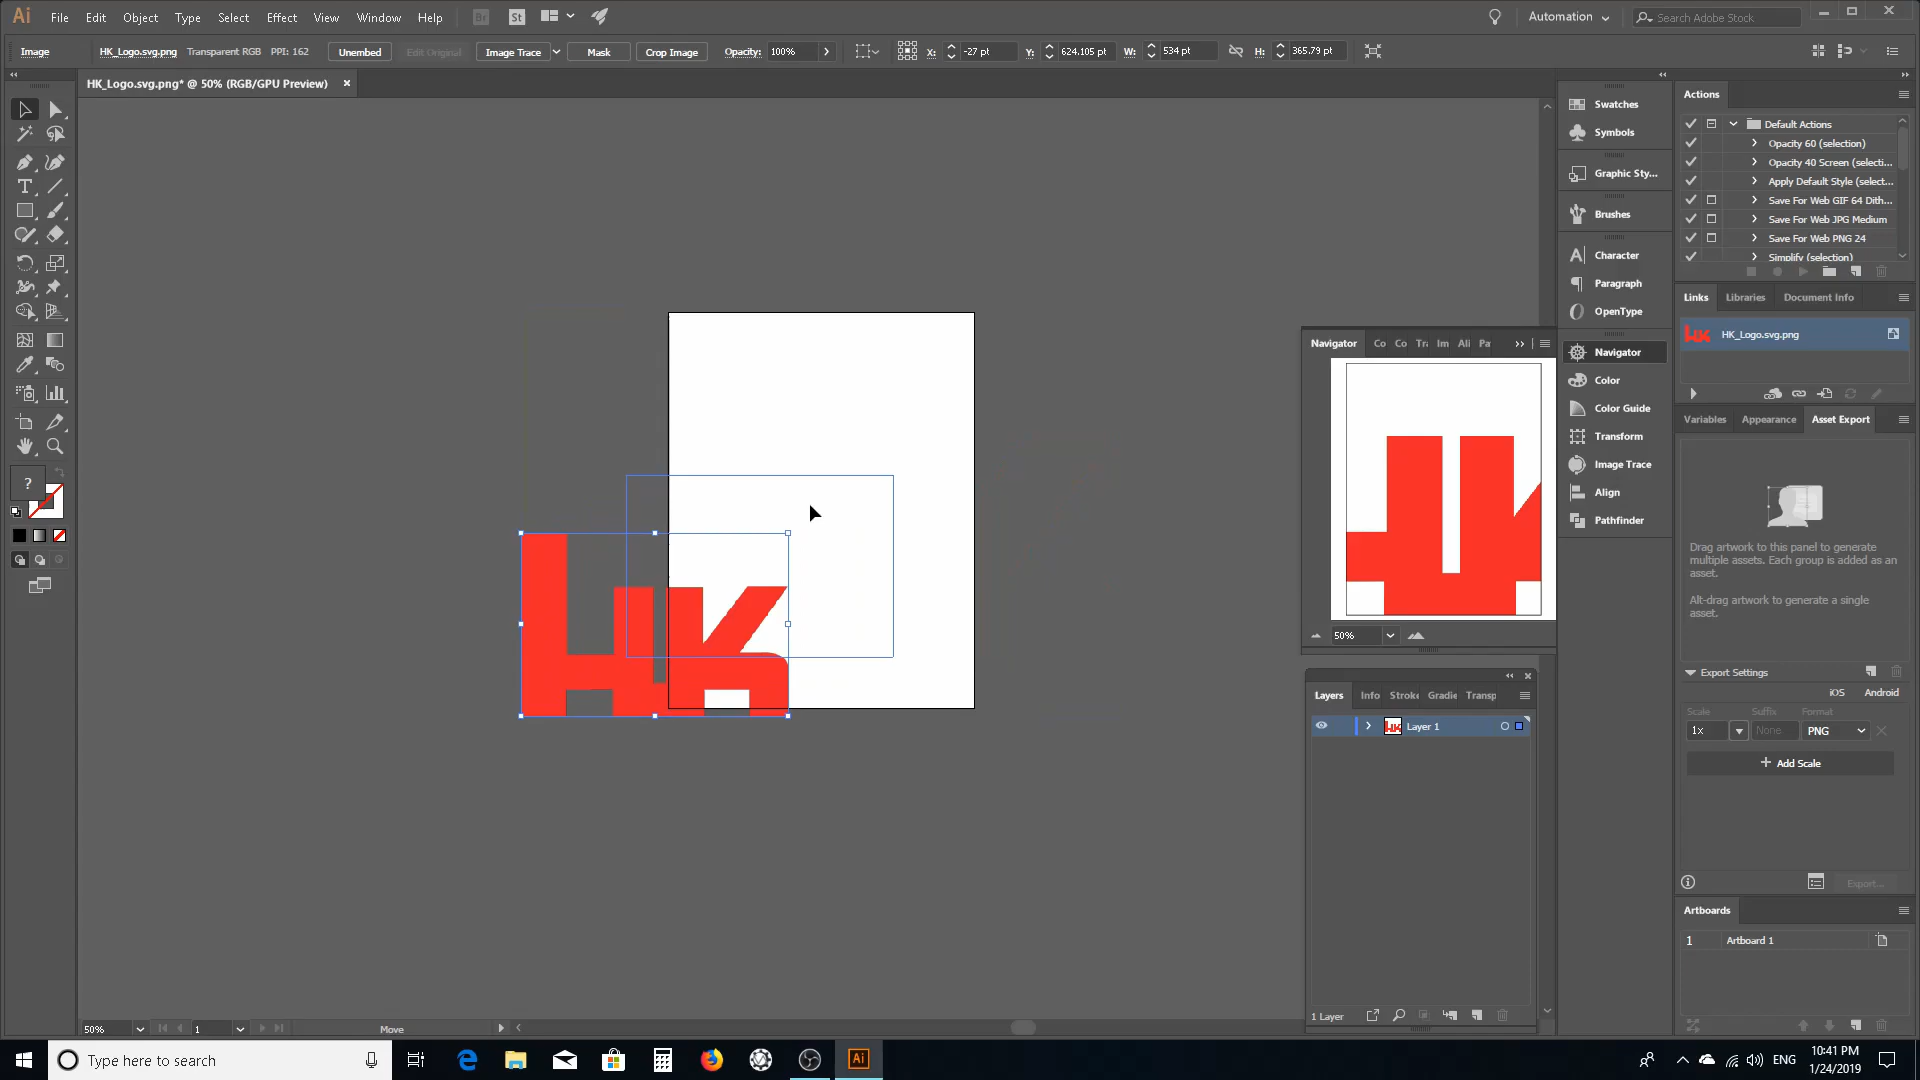 Ai File Edit Object Type Select Effect View Window Help Br St Automation Search Adobe Stock
Image HK_Logo.svg.png Transparent RGB PPI: 162 Unembed Edit Original Image Trace Mask Crop Image Opacity: 100% X: -27 pt Y: 624.105 pt W: 534 pt H: 365.79 pt
HK_Logo.svg.png* @ 50% (RGB/GPU Preview)
Swatches
Symbols
Graphic Sty...
Brushes
Character
Paragraph
OpenType
Navigator
Color
Color Guide
Transform
Image Trace
Align
Pathfinder
Actions
Default Actions
Opacity 60 (selection)
Opacity 40 Screen (selecti...
Apply Default Style (select...
Save For Web GIF 64 Dith...
Save For Web JPG Medium
Save For Web PNG 24
Simplify (selection)
Links Libraries Document Info
HK_Logo.svg.png
Variables Appearance Asset Export
Drag artwork to this panel to generate
multiple assets. Each group is added as an
asset.
Alt-drag artwork to generate a single
asset.
Export Settings
iOS Android
Scale Suffix Format
1x None PNG
+ Add Scale
Export...
Artboards
1 Artboard 1
Navigator Co Co Tra Im Ali Pa
50%
Layers Info Stroke Gradie Transp
Layer 1
1 Layer
HK
?
50% 1 Move
Type here to search
Ai
ENG
10:41 PM
1/24/2019